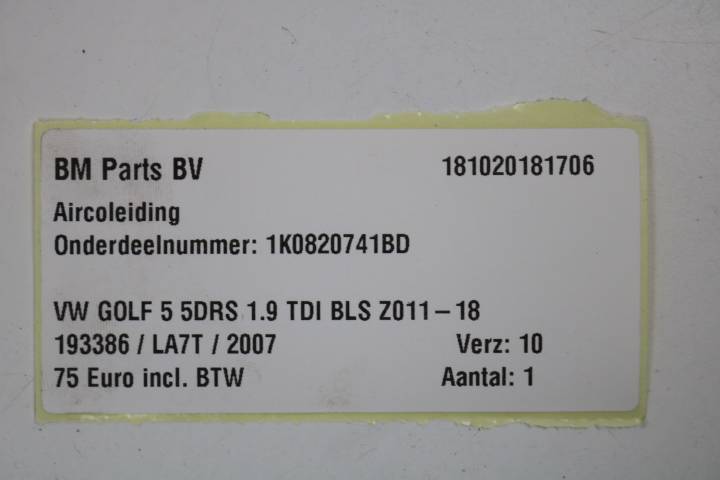 BM Parts BV 181020181706
Aircoleiding
Onderdeelnummer: 1K0820741BD
VW GOLF 5 5DRS 1.9 TDI BLS Z011 – 18
193386 / LA7T / 2007 Verz: 10
75 Euro incl. BTW Aantal: 1